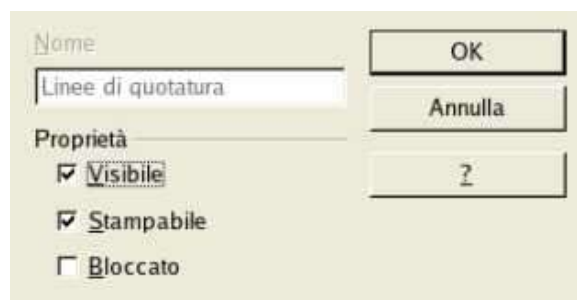 Nome
Linee di quotatura
Proprietà
Visibile
Stampabile
Bloccato
OK
Annulla
?